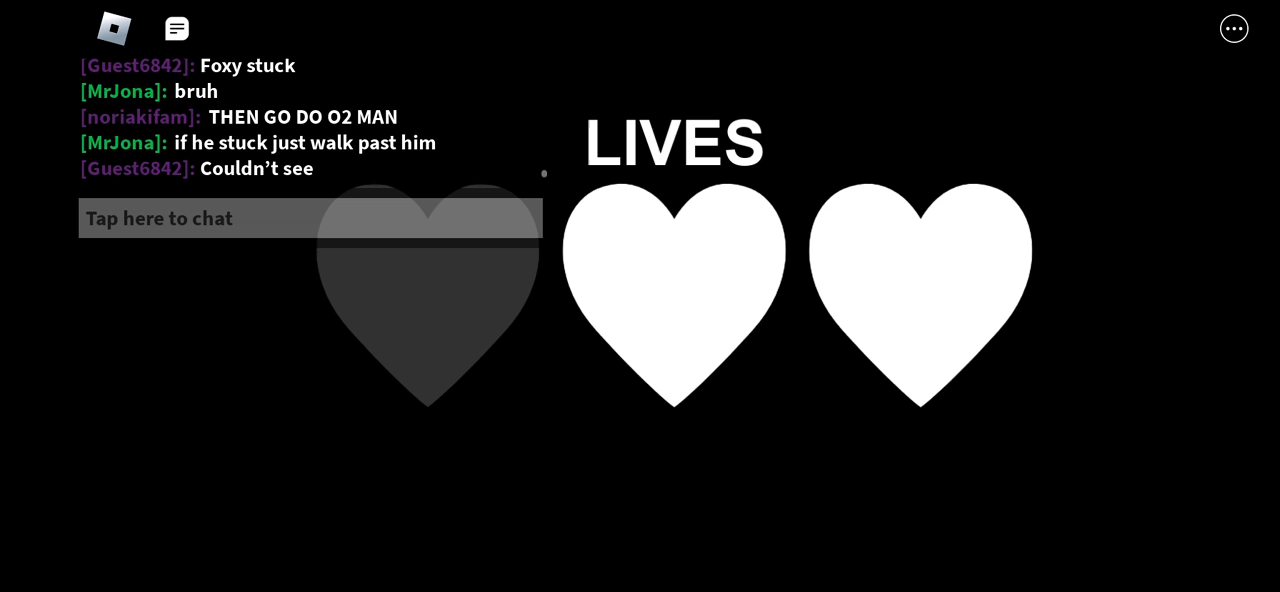 [Guest6842]: Foxy stuck
[MrJona]: bruh
[noriakifam]: THEN GO DO O2 MAN
[MrJona]: if he stuck just walk past him
[Guest6842]: Couldn’t see
Tap here to chat
LIVES